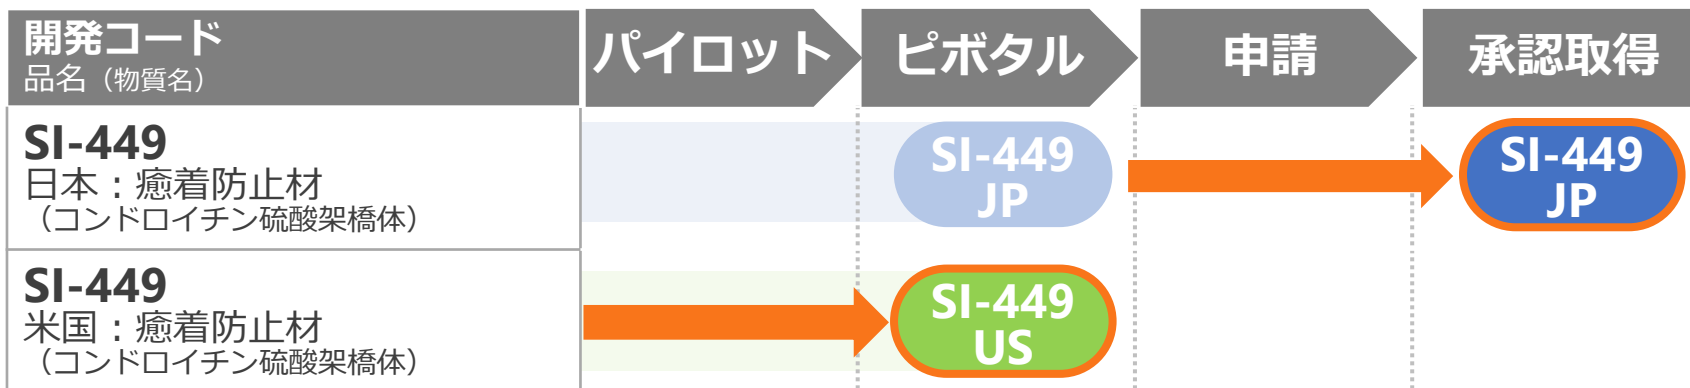 開発コード
品名（物質名）
パイロット
ピボタル
申請
承認取得
SI-449
日本：癒着防止材
（コンドロイチン硫酸架橋体）
SI-449
JP
SI-449
JP
SI-449
米国：癒着防止材
（コンドロイチン硫酸架橋体）
SI-449
US